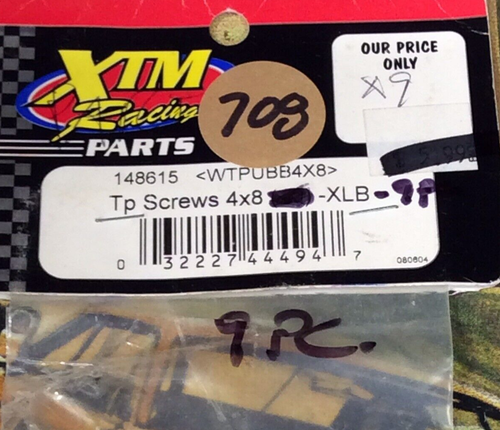 XTM
Racing
PARTS
708
OUR PRICE
ONLY
x9
148615 <WTPUBB4X8>
Tp Screws 4x8 -XLB -9P
0 32227 44494 7
080604
9 PC.